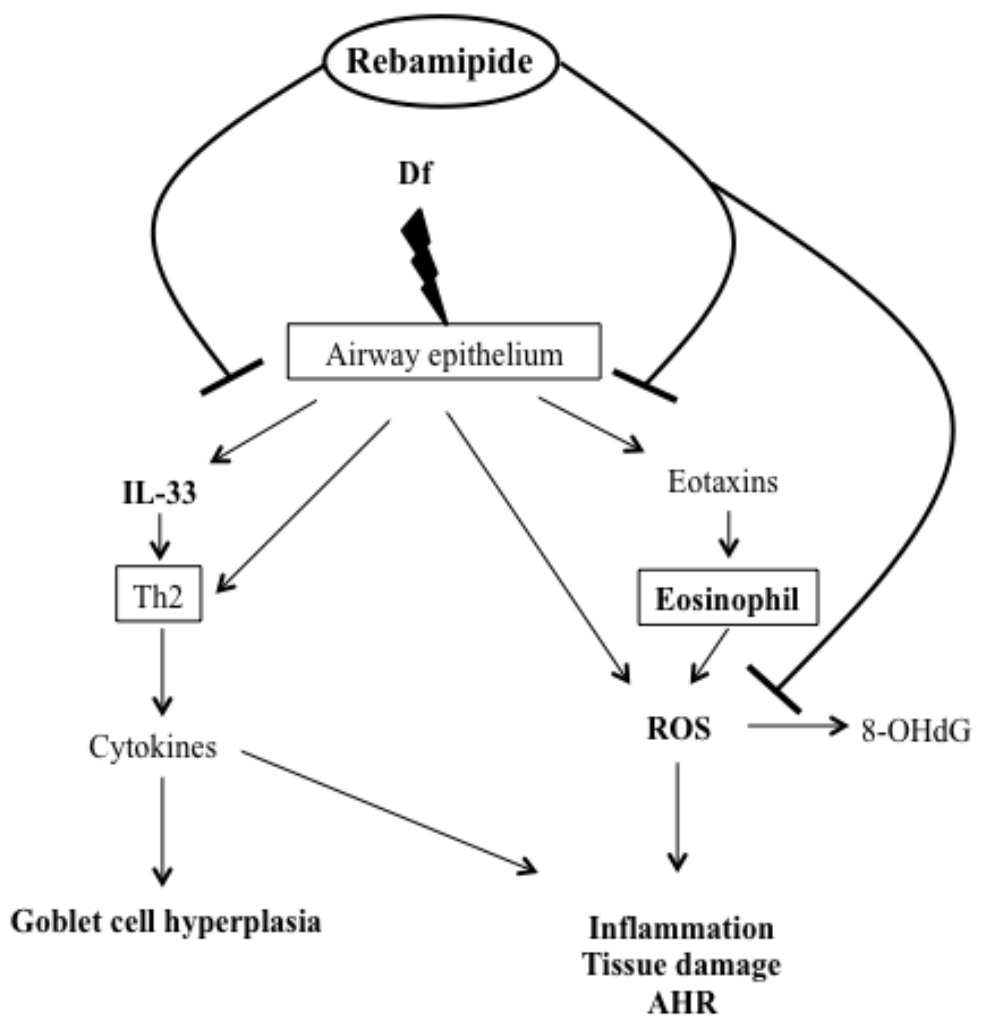 Rebamipide
Df
Airway epithelium
IL-33
Eotaxins
Th2
Eosinophil
ROS
8-OHdG
Cytokines
Goblet cell hyperplasia
Inflammation
Tissue damage
AHR